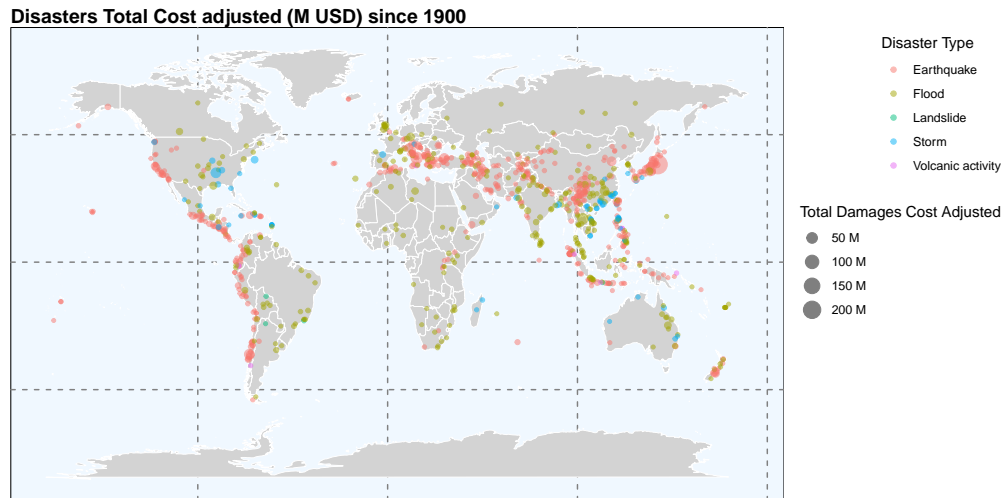 Disasters Total Cost adjusted (M USD) since 1900
Disaster Type
Earthquake
Flood
Landslide
Storm
Volcanic activity
Total Damages Cost Adjusted
50 M
100 M
150 M
200 M